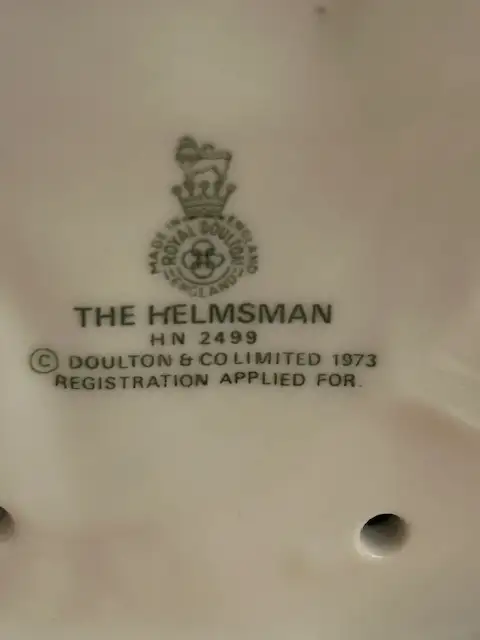 MADE IN ENGLAND
ROYAL DOULTON
ENGLAND
THE HELMSMAN
HN 2499
© DOULTON & CO LIMITED 1973
REGISTRATION APPLIED FOR.